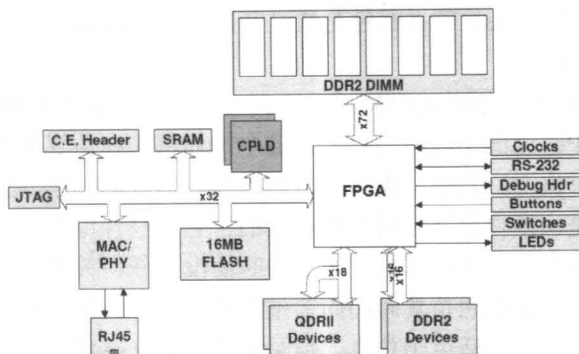 DDR2 DIMM
x72
C.E. Header
SRAM
CPLD
Clocks
RS-232
Debug Hdr
Buttons
Switches
LEDs
FPGA
JTAG
x32
MAC/
PHY
16MB
FLASH
x18
x16
x16
RJ45
QDRII
Devices
DDR2
Devices